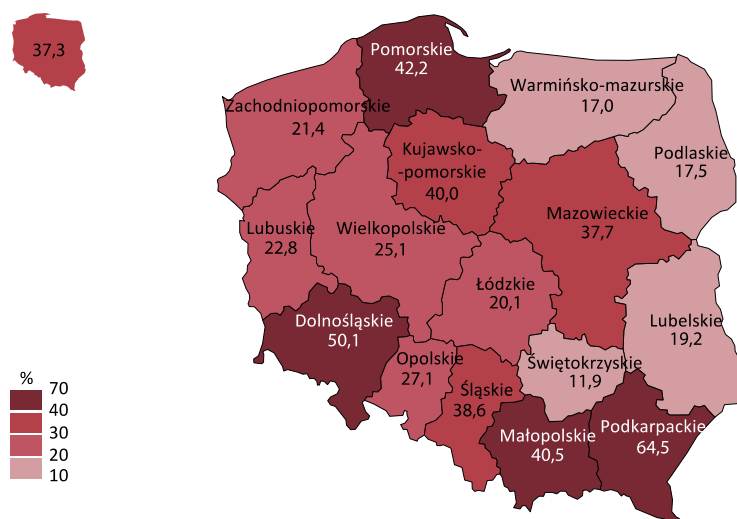 37,3
Pomorskie
42,2
Warmińsko-mazurskie
17,0
Zachodniopomorskie
21,4
Kujawsko-
-pomorskie
40,0
Podlaskie
17,5
Mazowieckie
37,7
Lubuskie
22,8
Wielkopolskie
25,1
Łódzkie
20,1
Dolnośląskie
50,1
Lubelskie
19,2
Opolskie
27,1
Świętokrzyskie
11,9
Śląskie
38,6
Małopolskie
40,5
Podkarpackie
64,5
%
70
40
30
20
10